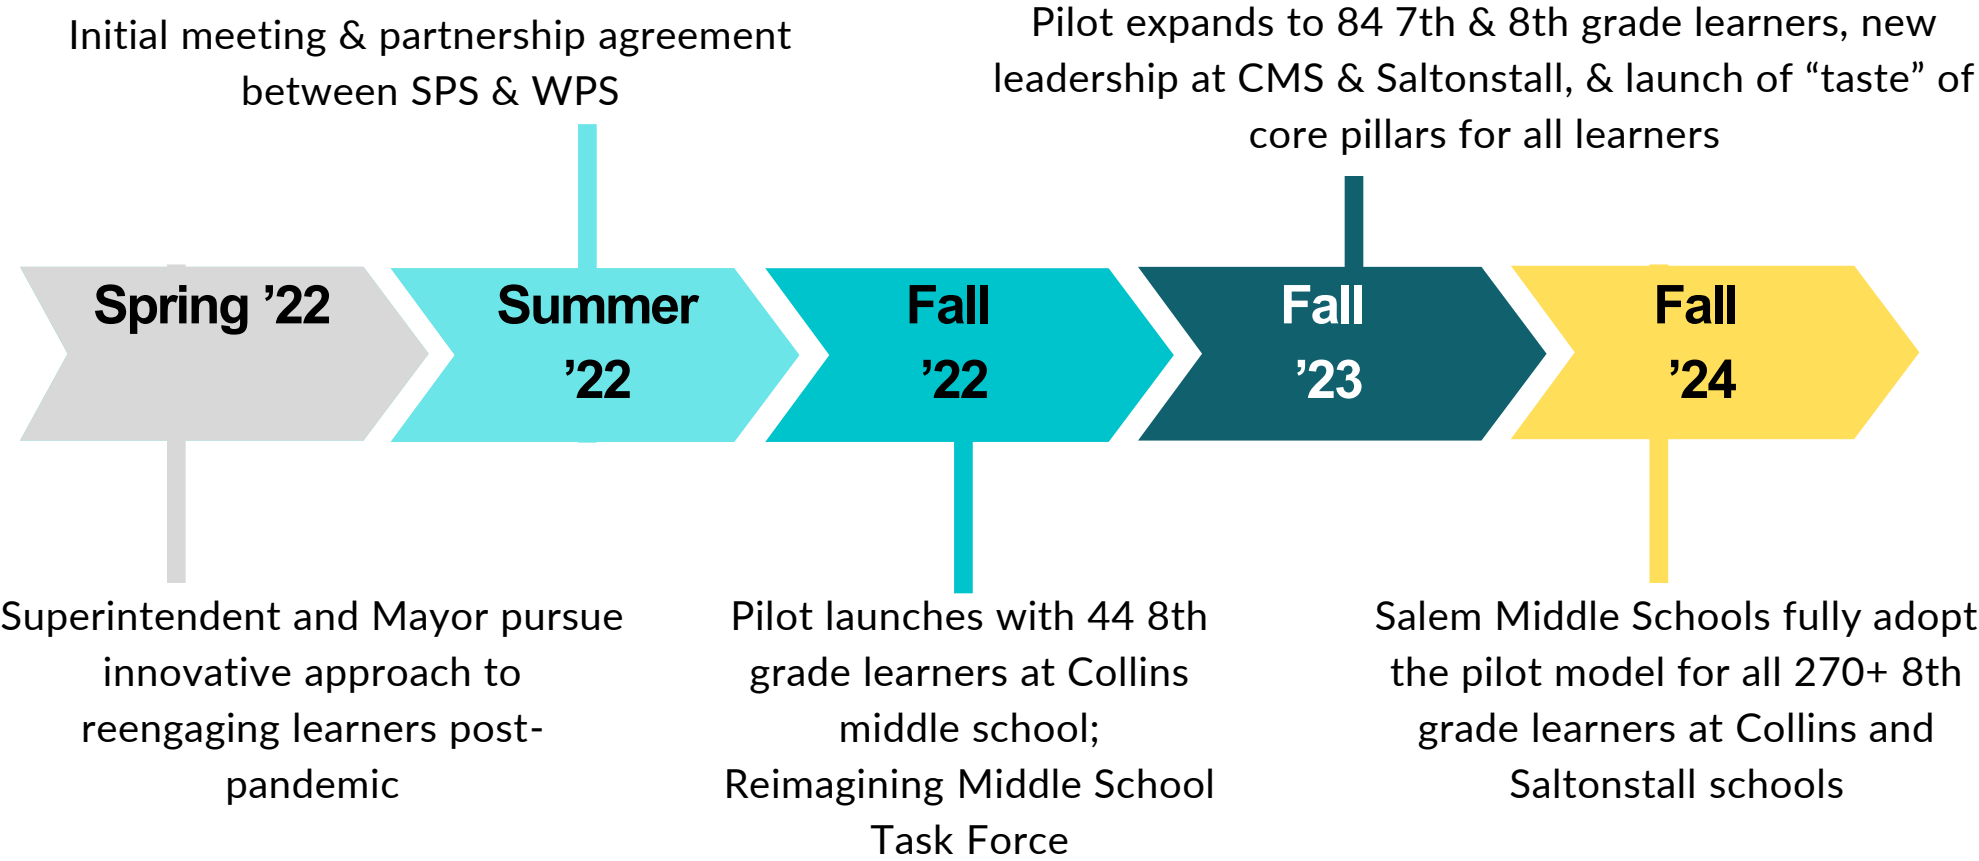 Initial meeting & partnership agreement
between SPS & WPS
Pilot expands to 84 7th & 8th grade learners, new
leadership at CMS & Saltonstall, & launch of “taste” of
core pillars for all learners
Spring ’22
Summer
’22
Fall
’22
Fall
’23
Fall
’24
Superintendent and Mayor pursue
innovative approach to
reengaging learners post-
pandemic
Pilot launches with 44 8th
grade learners at Collins
middle school;
Reimagining Middle School
Task Force
Salem Middle Schools fully adopt
the pilot model for all 270+ 8th
grade learners at Collins and
Saltonstall schools